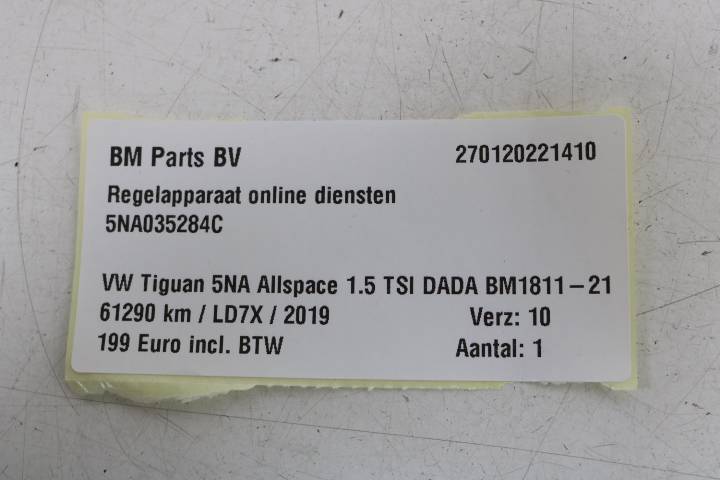 BM Parts BV 270120221410
Regelapparaat online diensten
5NA035284C
VW Tiguan 5NA Allspace 1.5 TSI DADA BM1811-21
61290 km / LD7X / 2019 Verz: 10
199 Euro incl. BTW Aantal: 1